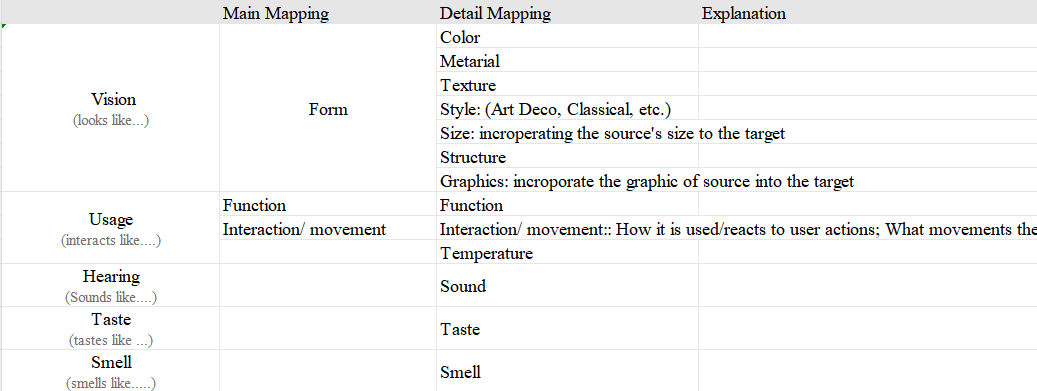 Main Mapping Detail Mapping Explanation
Color
Metarial
Texture
Vision
(looks like...)
Form
Style: (Art Deco, Classical, etc.)
Size: incroperating the source's size to the target
Structure
Graphics: incroporate the graphic of source into the target
Usage
(interacts like....)
Function Function
Interaction/ movement Interaction/ movement:: How it is used/reacts to user actions; What movements the
Temperature
Hearing
(Sounds like....)
Sound
Taste
(tastes like ...)
Taste
Smell
(smells like.....)
Smell